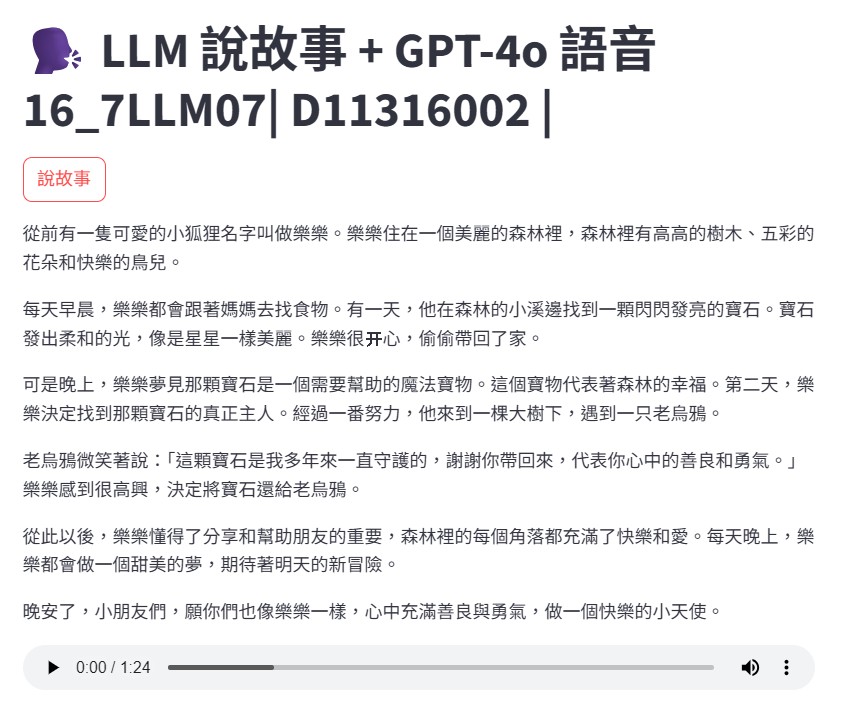 LLM 說故事 + GPT-4o 語音
16_7LLM07| D11316002 |
說故事
從前有一隻可愛的小狐狸名字叫做樂樂。樂樂住在一個美麗的森林裡，森林裡有高高的樹木、五彩的
花朵和快樂的鳥兒。
每天早晨，樂樂都會跟著媽媽去找食物。有一天，他在森林的小溪邊找到一顆閃閃發亮的寶石。寶石
發出柔和的光，像是星星一樣美麗。樂樂很开心，偷偷帶回了家。
可是晚上，樂樂夢見那顆寶石是一個需要幫助的魔法寶物。這個寶物代表著森林的幸福。第二天，樂
樂決定找到那顆寶石的真正主人。經過一番努力，他來到一棵大樹下，遇到一只老烏鴉。
老烏鴉微笑著說：「這顆寶石是我多年來一直守護的，謝謝你帶回來，代表你心中的善良和勇氣。」
樂樂感到很高興，決定將寶石還給老烏鴉。
從此以後，樂樂懂得了分享和幫助朋友的重要，森林裡的每個角落都充滿了快樂和愛。每天晚上，樂
樂都會做一個甜美的夢，期待著明天的新冒險。
晚安了，小朋友們，願你們也像樂樂一樣，心中充滿善良與勇氣，做一個快樂的小天使。
0:00 / 1:24